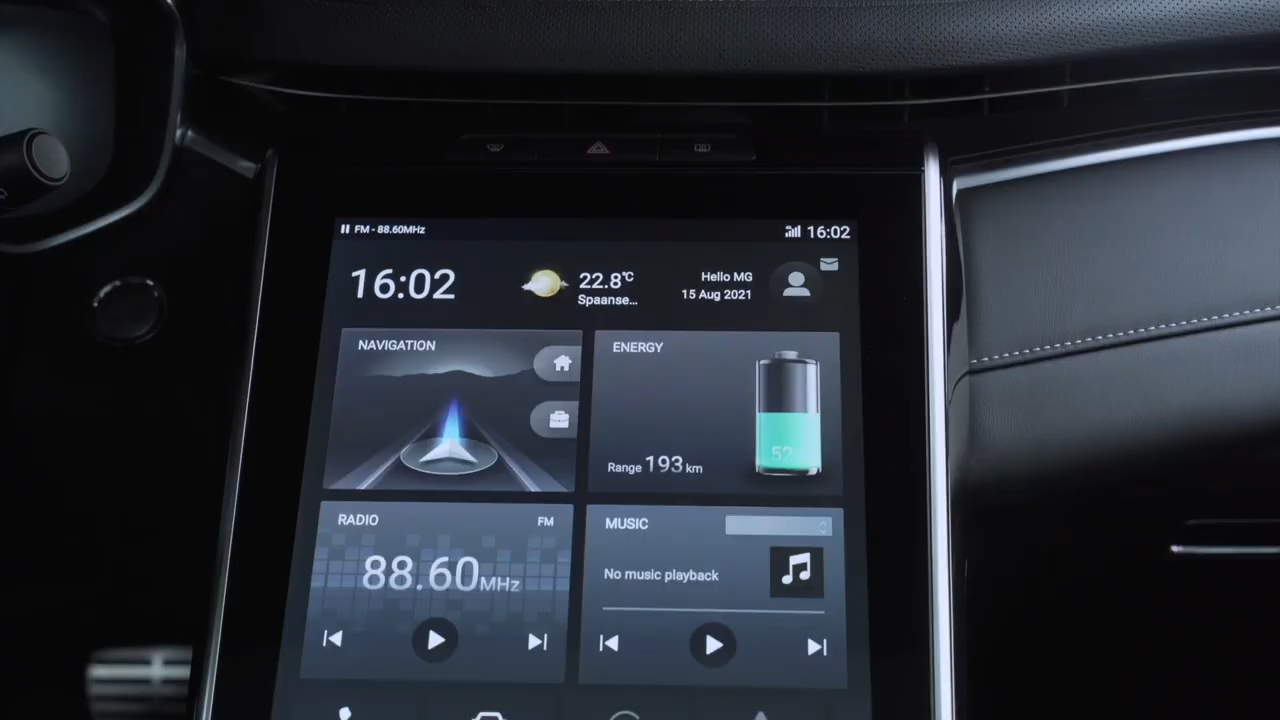 FM - 88.60MHz
16:02
16:02
22.8℃
Spaanse...
Hello MG
15 Aug 2021
NAVIGATION
ENERGY
Range 193 km
RADIO
FM
88.60MHz
MUSIC
No music playback